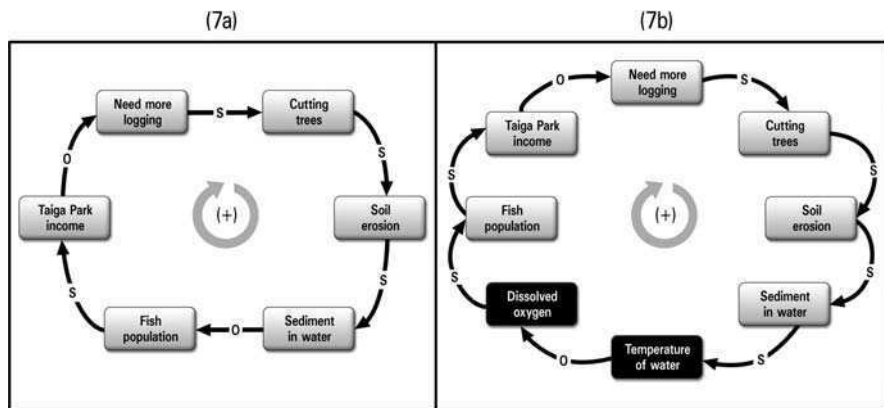 (7a)
Need more
logging
S
Cutting
trees
S
Soil
erosion
S
Sediment
in water
O
Fish
population
S
Taiga Park
income
O
(+)
(7b)
Need more
logging
S
Cutting
trees
S
Soil
erosion
S
Sediment
in water
S
Temperature
of water
O
Dissolved
oxygen
S
Fish
population
S
Taiga Park
income
O
(+)